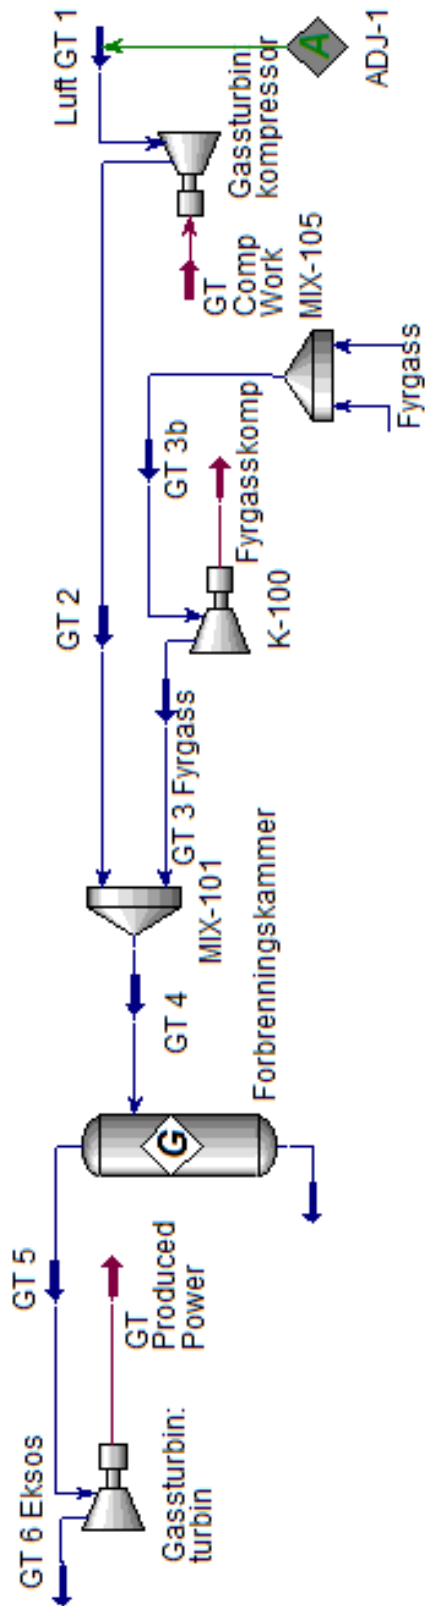 Luft GT 1
A
ADJ-1
Gassturbin
kompressor
GT
Comp
Work
MIX-105
Fyrgass
GT 3b
Fyrgasskomp
K-100
GT 2
GT 3 Fyrgass
MIX-101
GT 4
Forbrenningskammer
G
GT 5
GT
Produced
Power
GT 6 Eksos
Gassturbin:
turbin